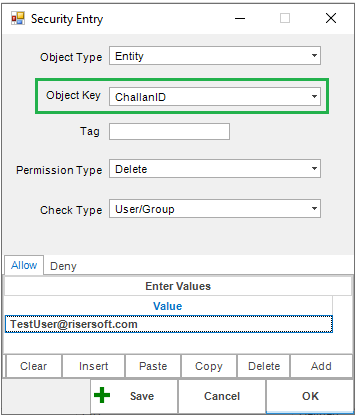 Security Entry
Object Type Entity
Object Key ChallanID
Tag
Permission Type Delete
Check Type User/Group
Allow Deny
Enter Values
Value
TestUser@risersoft.com
Clear Insert Paste Copy Delete Add
Save Cancel OK